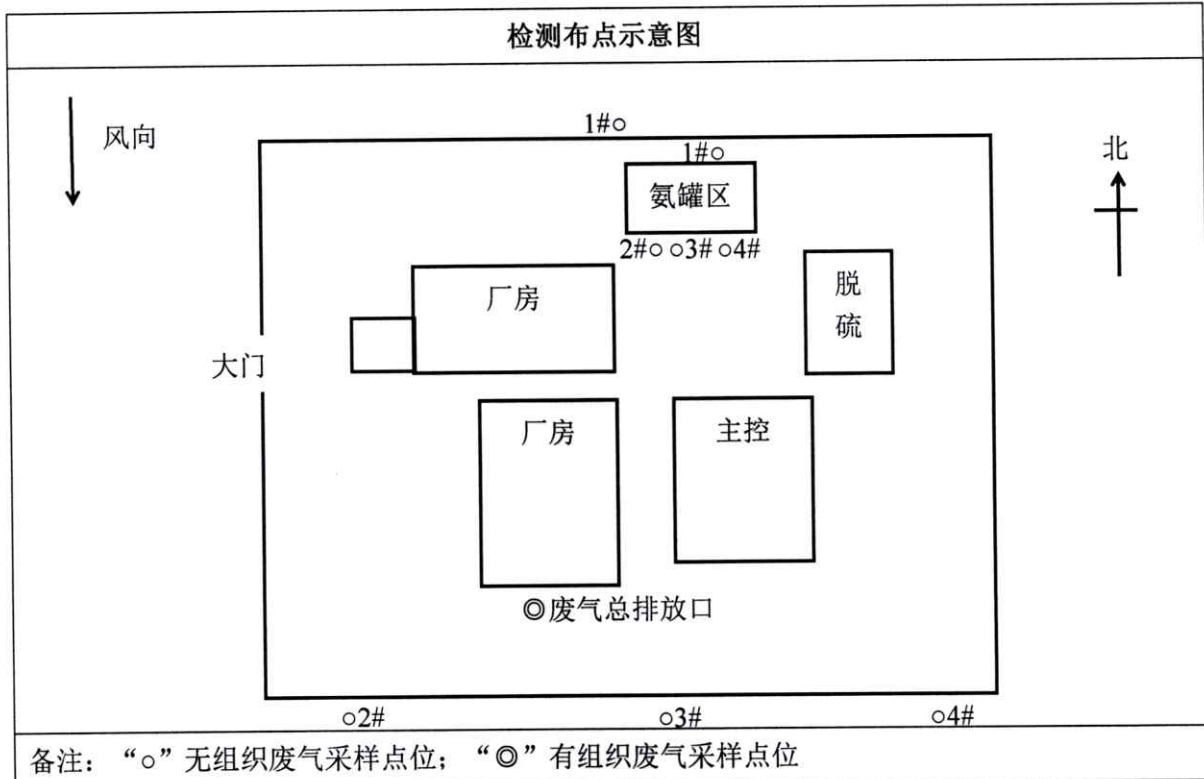 检测布点示意图
风向
1#○
1#○
北
氨罐区
2#○ ○3# ○4#
厂房
脱
硫
大门
厂房
主控
◎废气总排放口
○2#
○3#
○4#
备注：“○”无组织废气采样点位；“◎”有组织废气采样点位